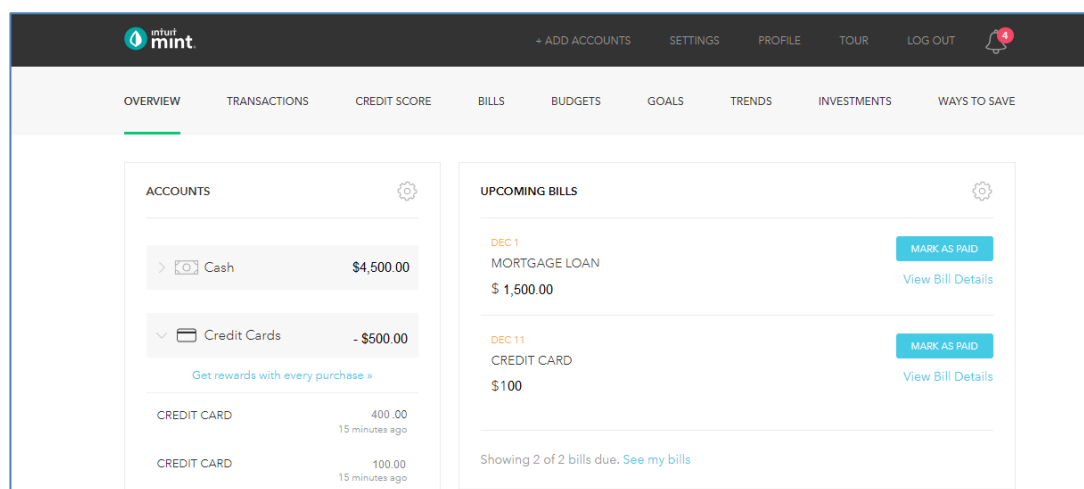 intuit
mint.
+ ADD ACCOUNTS SETTINGS PROFILE TOUR LOG OUT 4
OVERVIEW TRANSACTIONS CREDIT SCORE BILLS BUDGETS GOALS TRENDS INVESTMENTS WAYS TO SAVE
ACCOUNTS
Cash $4,500.00
Credit Cards - $500.00
Get rewards with every purchase »
CREDIT CARD 400 .00
15 minutes ago
CREDIT CARD 100.00
15 minutes ago
UPCOMING BILLS
DEC 1
MORTGAGE LOAN
$ 1,500.00
MARK AS PAID
View Bill Details
DEC 11
CREDIT CARD
$100
MARK AS PAID
View Bill Details
Showing 2 of 2 bills due. See my bills